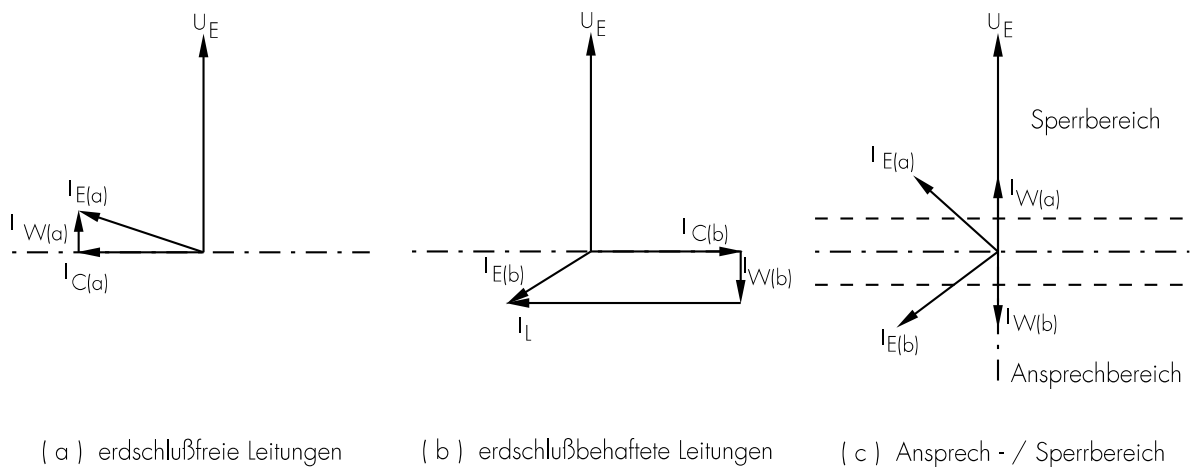 U_E
I_E(a)
I_W(a)
I_C(a)
( a ) erdschlußfreie Leitungen
U_E
I_C(b)
I_E(b)
I_W(b)
I_L
( b ) erdschlußbehaftete Leitungen
U_E
Sperrbereich
I_E(a)
I_W(a)
I_E(b)
I_W(b)
Ansprechbereich
( c ) Ansprech - / Sperrbereich